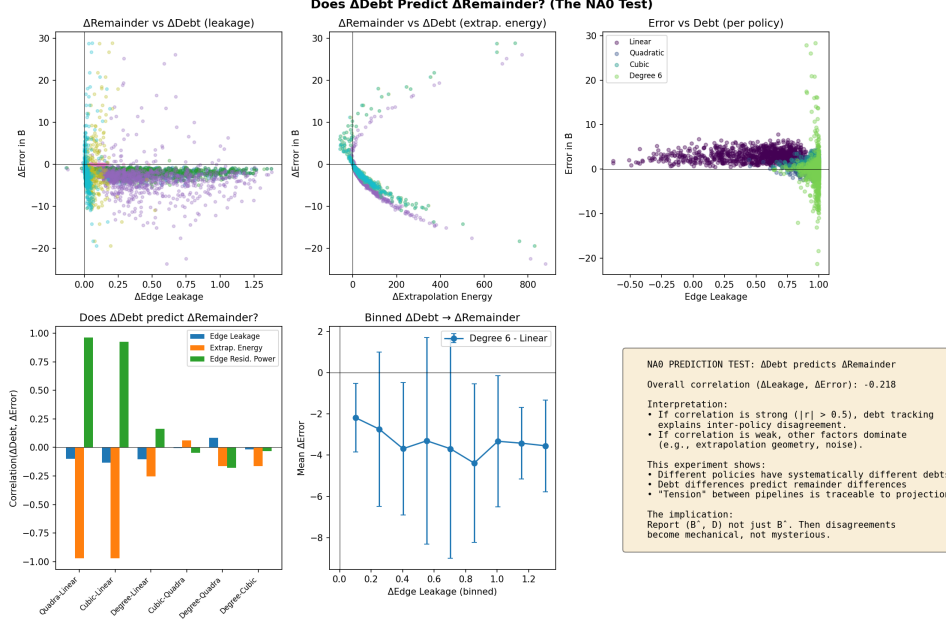 Does ΔDebt Predict ΔRemainder? (The NA0 Test)
ΔRemainder vs ΔDebt (leakage)
30
20
10
0
−10
−20
ΔError in B
0.00 0.25 0.50 0.75 1.00 1.25
ΔEdge Leakage
ΔRemainder vs ΔDebt (extrap. energy)
30
20
10
0
−10
−20
ΔError in B
0 200 400 600 800
ΔExtrapolation Energy
Error vs Debt (per policy)
Linear
Quadratic
Cubic
Degree 6
30
20
10
0
−10
−20
Error in B
−0.50 −0.25 0.00 0.25 0.50 0.75 1.00
Edge Leakage
Does ΔDebt predict ΔRemainder?
Edge Leakage
Extrap. Energy
Edge Resid. Power
1.00
0.75
0.50
0.25
0.00
−0.25
−0.50
−0.75
−1.00
Correlation(ΔDebt, ΔError)
Quadra-Linear
Cubic-Linear
Degree-Linear
Cubic-Quadra
Degree-Quadra
Degree-Cubic
Binned ΔDebt → ΔRemainder
Degree 6 - Linear
2
0
−2
−4
−6
−8
Mean ΔError
0.0 0.2 0.4 0.6 0.8 1.0 1.2
ΔEdge Leakage (binned)
NA0 PREDICTION TEST: ΔDebt predicts ΔRemainder
Overall correlation (ΔLeakage, ΔError): -0.218
Interpretation:
• If correlation is strong (|r| > 0.5), debt tracking
explains inter-policy disagreement.
• If correlation is weak, other factors dominate
(e.g., extrapolation geometry, noise).
This experiment shows:
• Different policies have systematically different debt
• Debt differences predict remainder differences
• "Tension" between pipelines is traceable to projectio
The implication:
Report (B̂, D) not just B̂. Then disagreements
become mechanical, not mysterious.